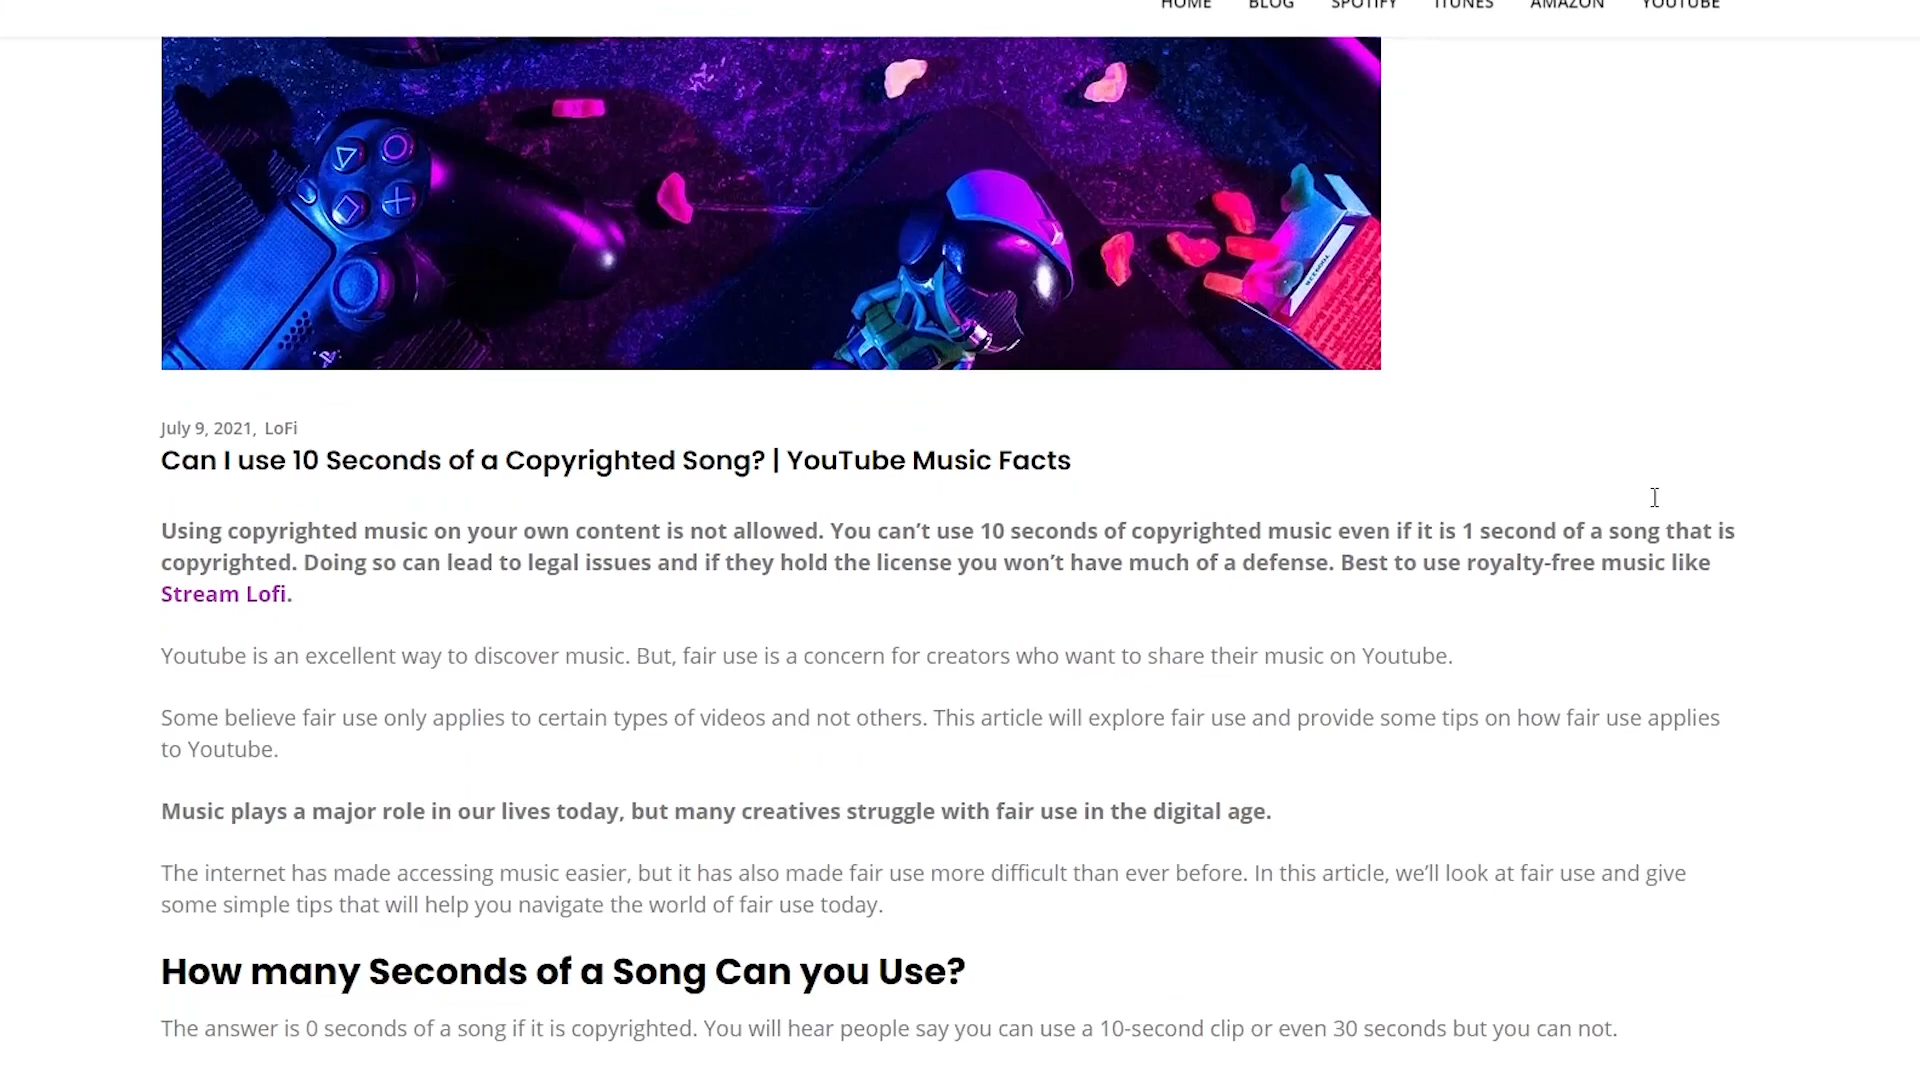 HOME BLOG SPOTIFY ITUNES AMAZON YOUTUBE
July 9, 2021, LoFi
Can I use 10 Seconds of a Copyrighted Song? | YouTube Music Facts
Using copyrighted music on your own content is not allowed. You can’t use 10 seconds of copyrighted music even if it is 1 second of a song that is
copyrighted. Doing so can lead to legal issues and if they hold the license you won’t have much of a defense. Best to use royalty-free music like
Stream Lofi.
Youtube is an excellent way to discover music. But, fair use is a concern for creators who want to share their music on Youtube.
Some believe fair use only applies to certain types of videos and not others. This article will explore fair use and provide some tips on how fair use applies
to Youtube.
Music plays a major role in our lives today, but many creatives struggle with fair use in the digital age.
The internet has made accessing music easier, but it has also made fair use more difficult than ever before. In this article, we’ll look at fair use and give
some simple tips that will help you navigate the world of fair use today.
How many Seconds of a Song Can you Use?
The answer is 0 seconds of a song if it is copyrighted. You will hear people say you can use a 10-second clip or even 30 seconds but you can not.